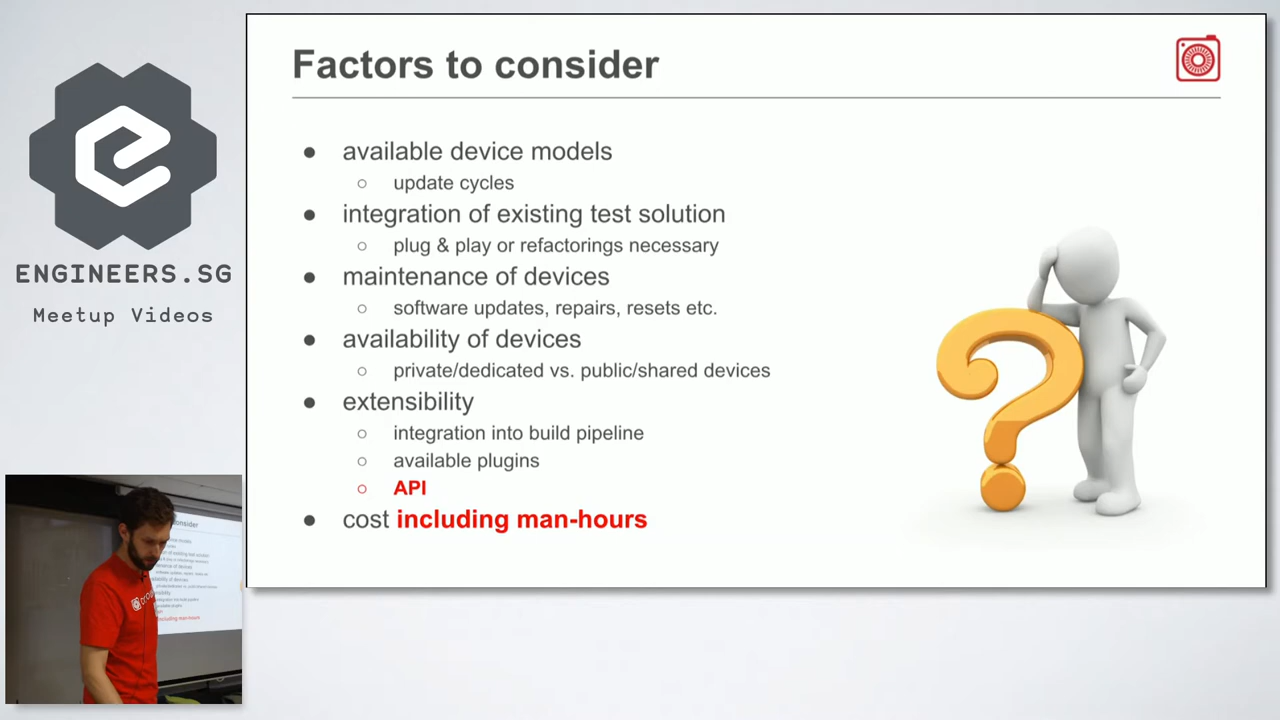 Factors to consider
● available device models
○ update cycles
● integration of existing test solution
○ plug & play or refactorings necessary
● maintenance of devices
○ software updates, repairs, resets etc.
● availability of devices
○ private/dedicated vs. public/shared devices
● extensibility
○ integration into build pipeline
○ available plugins
○ API
● cost including man-hours
ENGINEERS.SG
Meetup Videos